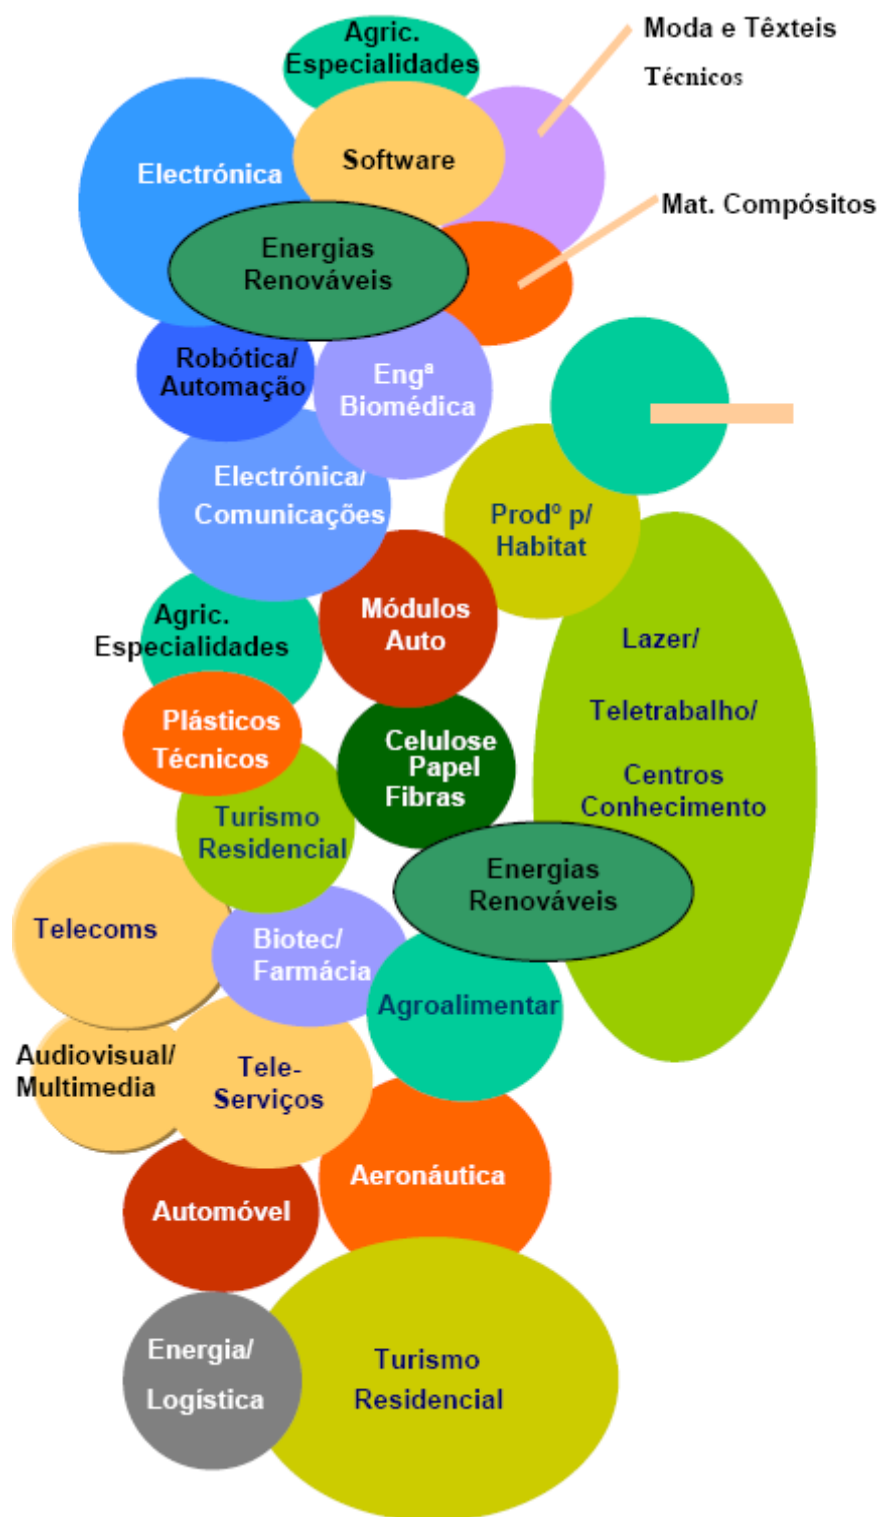 Agric.
Especialidades
Moda e Têxteis
Técnicos
Software
Electrónica
Mat. Compósitos
Energias
Renováveis
Robótica/
Automação
Engª
Biomédica
Electrónica/
Comunicações
Prodº p/
Habitat
Módulos
Auto
Agric.
Especialidades
Lazer/
Teletrabalho/
Centros
Conhecimento
Plásticos
Técnicos
Celulose
Papel
Fibras
Turismo
Residencial
Energias
Renováveis
Telecoms
Biotec/
Farmácia
Agroalimentar
Audiovisual/
Multimedia
Tele-
Serviços
Aeronáutica
Automóvel
Energia/
Logística
Turismo
Residencial